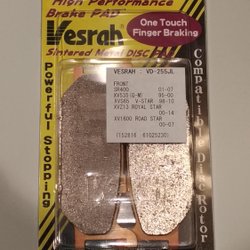 High Performance
Brake PAD
Vesrah
One Touch
Finger Braking
Sintered Metal DISC PAD
VESRAH : VD-255JL
FRONT
SR400 01-07
XV535 95-00
XVS65 V-STAR 98-10
XVZ13 ROYAL STAR
00-14
XV1600 ROAD STAR
00-07
Powerful Stopping
Compatible Disc Rotor